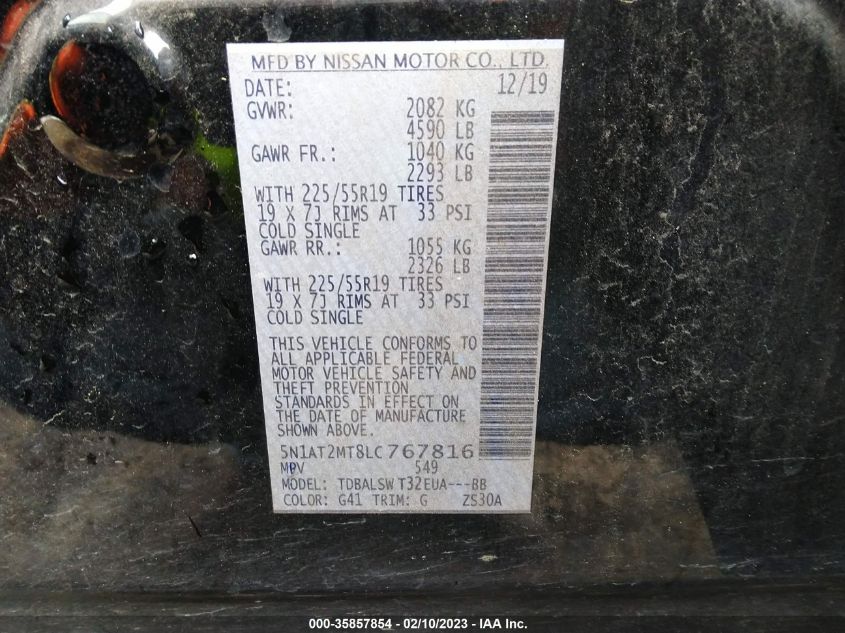 MFD BY NISSAN MOTOR CO., LTD.
DATE: 12/19
GVWR: 2082 KG
4590 LB
GAWR FR.: 1040 KG
2293 LB
WITH 225/55R19 TIRES
19 X 7J RIMS AT 33 PSI
COLD SINGLE
GAWR RR.: 1055 KG
2326 LB
WITH 225/55R19 TIRES
19 X 7J RIMS AT 33 PSI
COLD SINGLE
THIS VEHICLE CONFORMS TO
ALL APPLICABLE FEDERAL
MOTOR VEHICLE SAFETY AND
THEFT PREVENTION
STANDARDS IN EFFECT ON
THE DATE OF MANUFACTURE
SHOWN ABOVE.
5N1AT2MT8LC767816
MPV 549
MODEL: TDBALSWT32EUA---BB
COLOR: G41 TRIM: G ZS30A
000-35857854 - 02/10/2023 - IAA Inc.